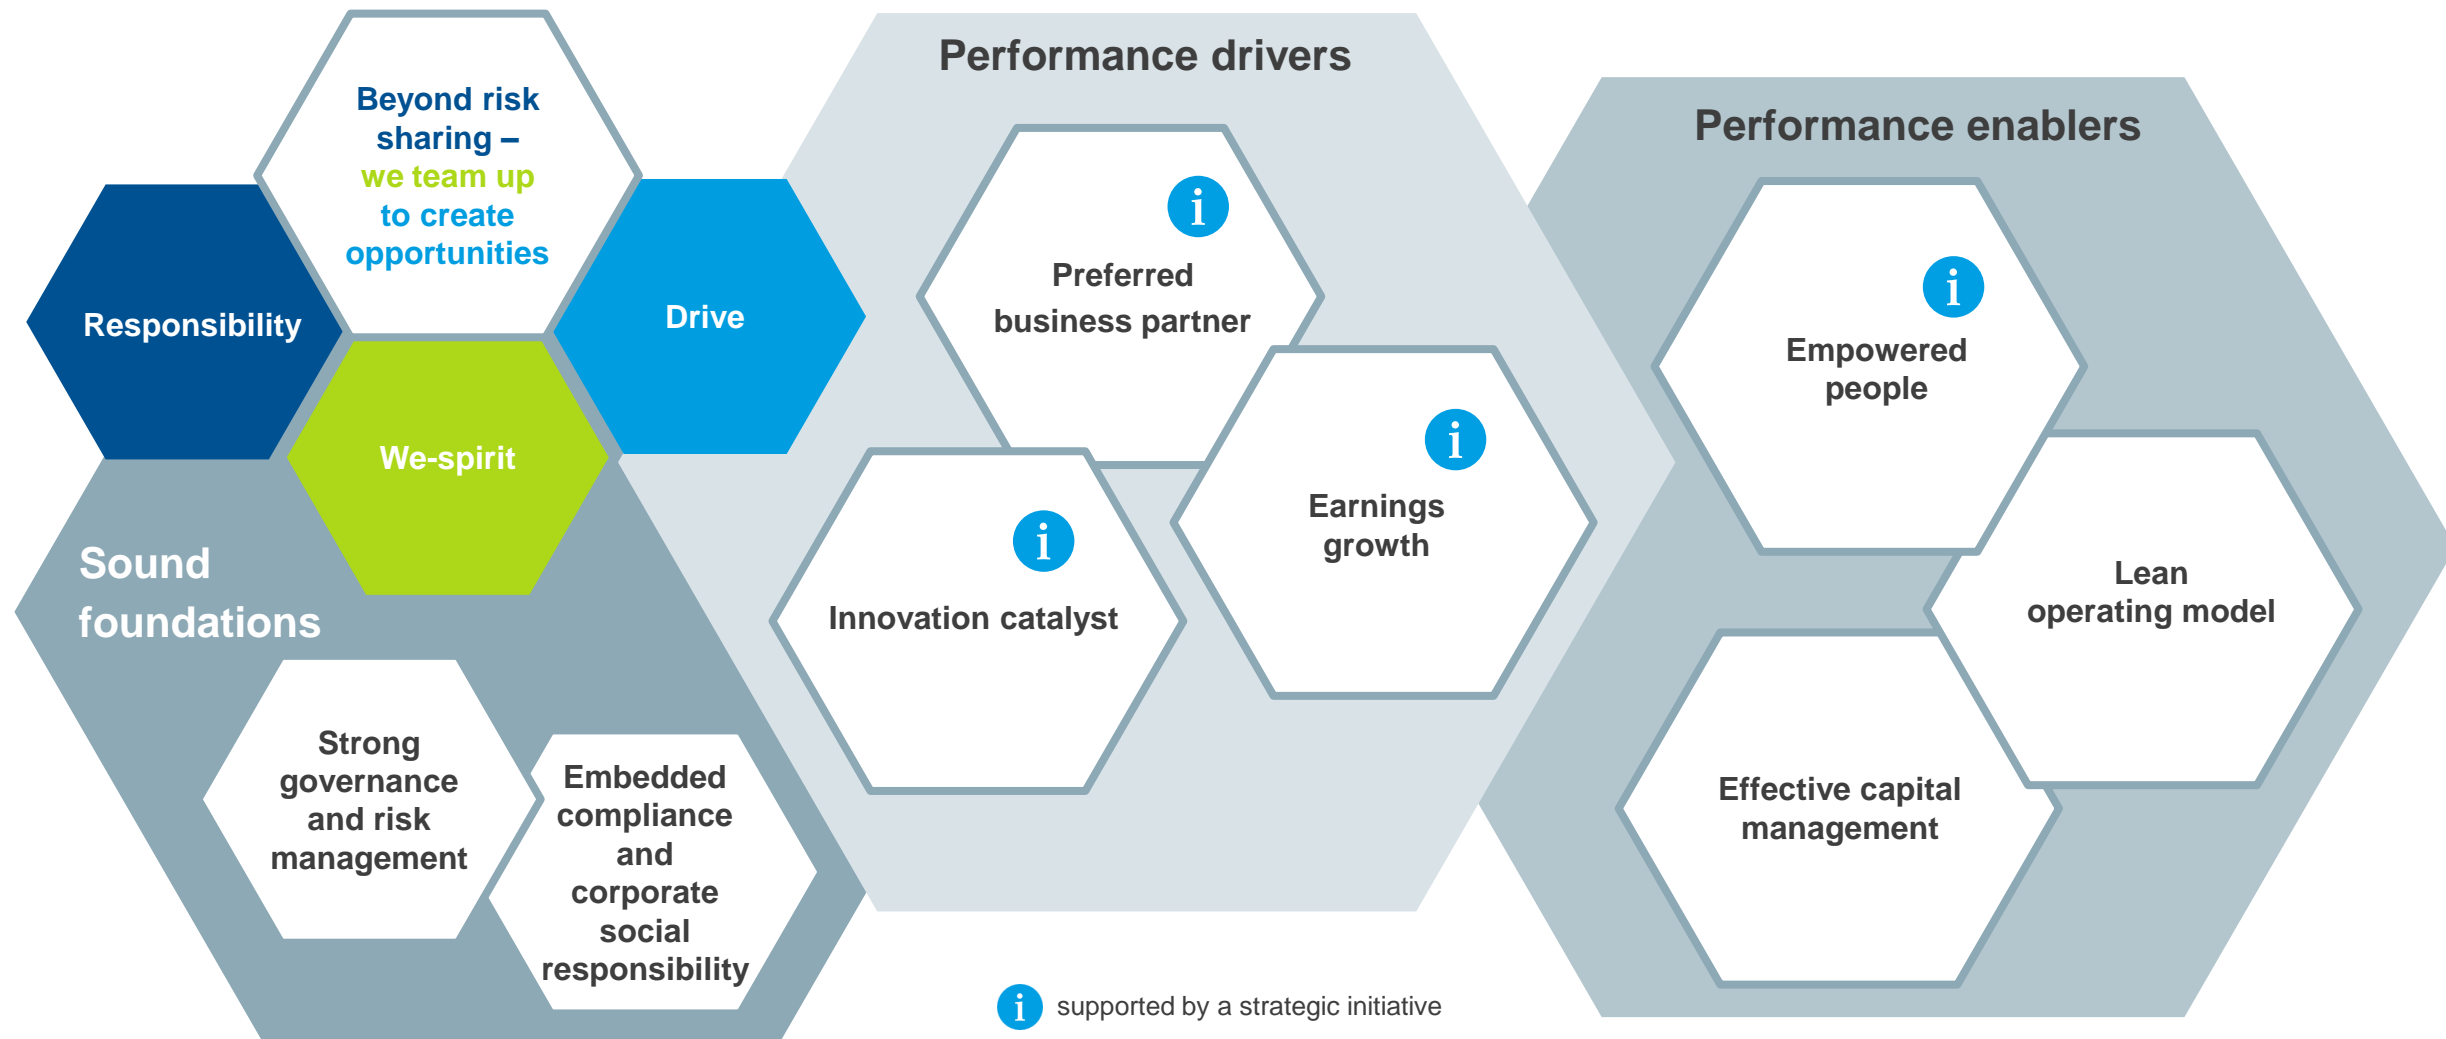 Beyond risk
sharing –
we team up
to create
opportunities
Responsibility
Drive
We-spirit
Sound
foundations
Strong
governance
and risk
management
Embedded
compliance
and
corporate
social
responsibility
Performance drivers
i
Preferred
business partner
i
Earnings
growth
i
Innovation catalyst
Performance enablers
i
Empowered
people
Lean
operating model
Effective capital
management
i supported by a strategic initiative